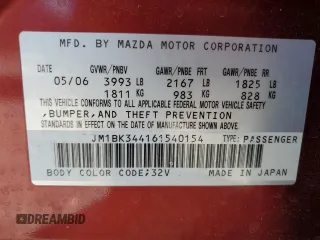 MFD. BY MAZDA MOTOR CORPORATION
GVWR/PNBV GAWR/PNBE GAWR/PNBE
05/06 3993 LB 2167 LB 1825 LB
1811 KG 983 KG 828 KG
THIS VEHICLE CONFORMS TO ALL APPLICABLE FEDERAL MOTOR VEHICLE SAFETY
,BUMPER,AND THEFT PREVENTION
STANDARDS IN EFFECT ON THE DATE OF MANUFACTURE SHOWN ABOVE.
JM1BK344161540154 TYPE: PASSENGER
BODY COLOR CODE;32V MADE IN JAPAN
DREAMBID